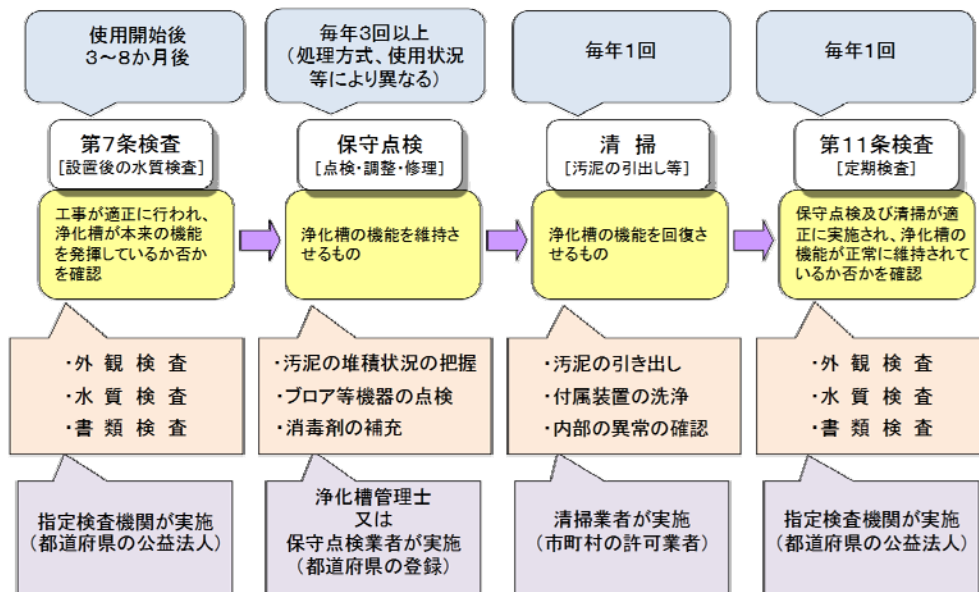 使用開始後
3～8か月後
毎年3回以上
(処理方式、使用状況
等により異なる)
毎年1回
毎年1回
第7条検査
[設置後の水質検査]
保守点検
[点検・調整・修理]
清 掃
[汚泥の引出し等]
第11条検査
[定期検査]
工事が適正に行われ、
浄化槽が本来の機能
を発揮しているか否か
を確認
浄化槽の機能を維持さ
せるもの
浄化槽の機能を回復さ
せるもの
保守点検及び清掃が適
正に実施され、浄化槽の
機能が正常に維持されて
いるか否かを確認
・外 観 検 査
・水 質 検 査
・書 類 検 査
・汚泥の堆積状況の把握
・ブロア等機器の点検
・消毒剤の補充
・汚泥の引き出し
・付属装置の洗浄
・内部の異常の確認
・外 観 検 査
・水 質 検 査
・書 類 検 査
指定検査機関が実施
(都道府県の公益法人)
浄化槽管理士
又は
保守点検業者が実施
(都道府県の登録)
清掃業者が実施
(市町村の許可業者)
指定検査機関が実施
(都道府県の公益法人)